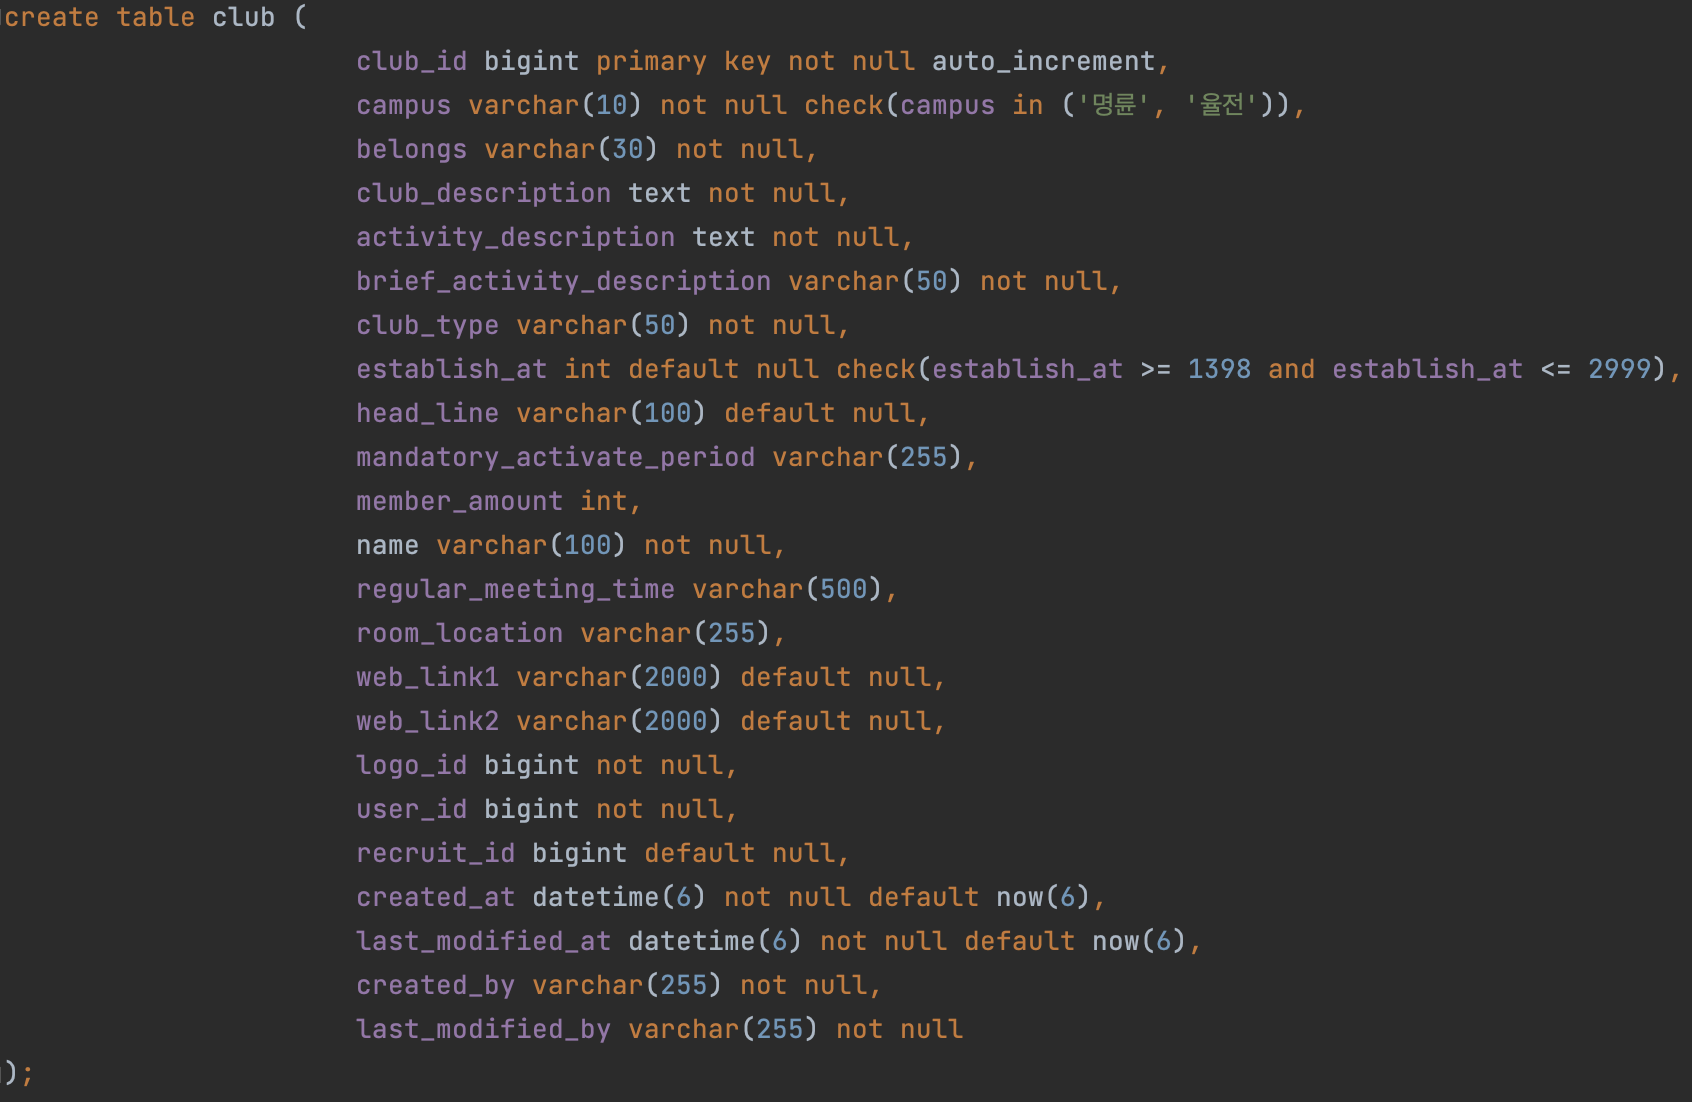 create table club (
club_id bigint primary key not null auto_increment,
campus varchar(10) not null check(campus in ('명륜', '율전')),
belongs varchar(30) not null,
club_description text not null,
activity_description text not null,
brief_activity_description varchar(50) not null,
club_type varchar(50) not null,
establish_at int default null check(establish_at >= 1398 and establish_at <= 2999),
head_line varchar(100) default null,
mandatory_activate_period varchar(255),
member_amount int,
name varchar(100) not null,
regular_meeting_time varchar(500),
room_location varchar(255),
web_link1 varchar(2000) default null,
web_link2 varchar(2000) default null,
logo_id bigint not null,
user_id bigint not null,
recruit_id bigint default null,
created_at datetime(6) not null default now(6),
last_modified_at datetime(6) not null default now(6),
created_by varchar(255) not null,
last_modified_by varchar(255) not null
);